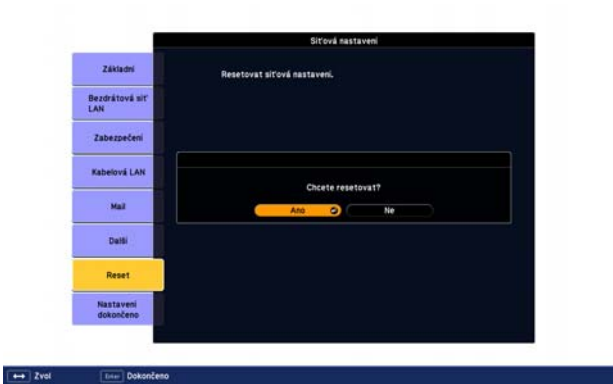 Síťová nastavení
Základní
Resetovat síťová nastavení.
Bezdrátová síť
LAN
Zabezpečení
Kabelová LAN
Chcete resetovat?
Mail
Ano
Ne
Další
Reset
Nastavení
dokončeno
Zvol
Enter
Dokončeno